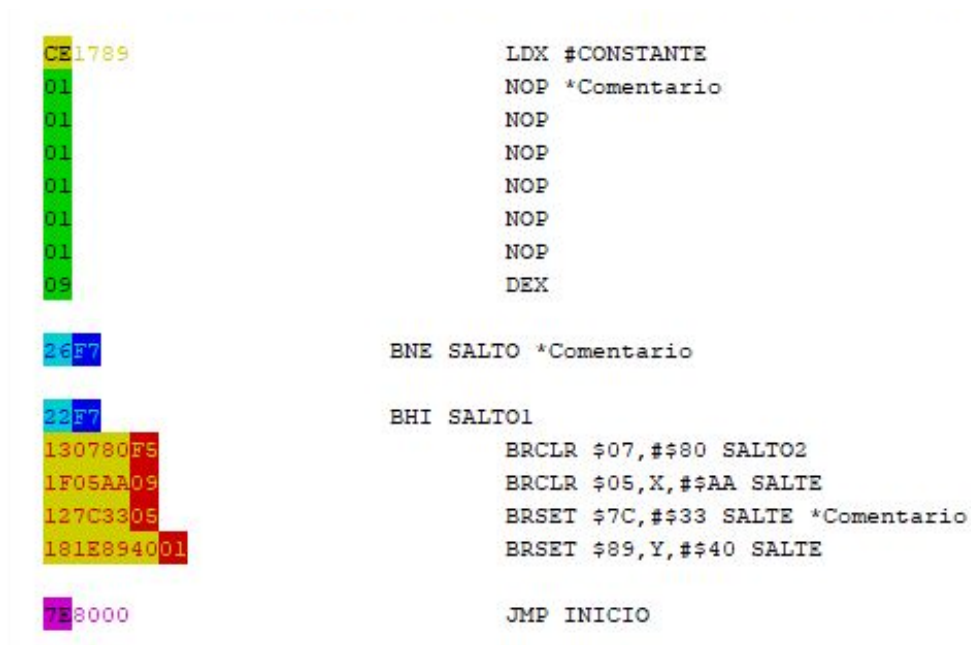 CE1789 LDX #CONSTANTE
01 NOP *Comentario
01 NOP
01 NOP
01 NOP
01 NOP
01 NOP
09 DEX
26F7 BNE SALTO *Comentario
22F7 BHI SALTO1
130780F5 BRCLR $07,#$80 SALTO2
1F05AA09 BRCLR $05,X,#$AA SALTE
127C3305 BRSET $7C,#$33 SALTE *Comentario
181E894001 BRSET $89,Y,#$40 SALTE
7E8000 JMP INICIO